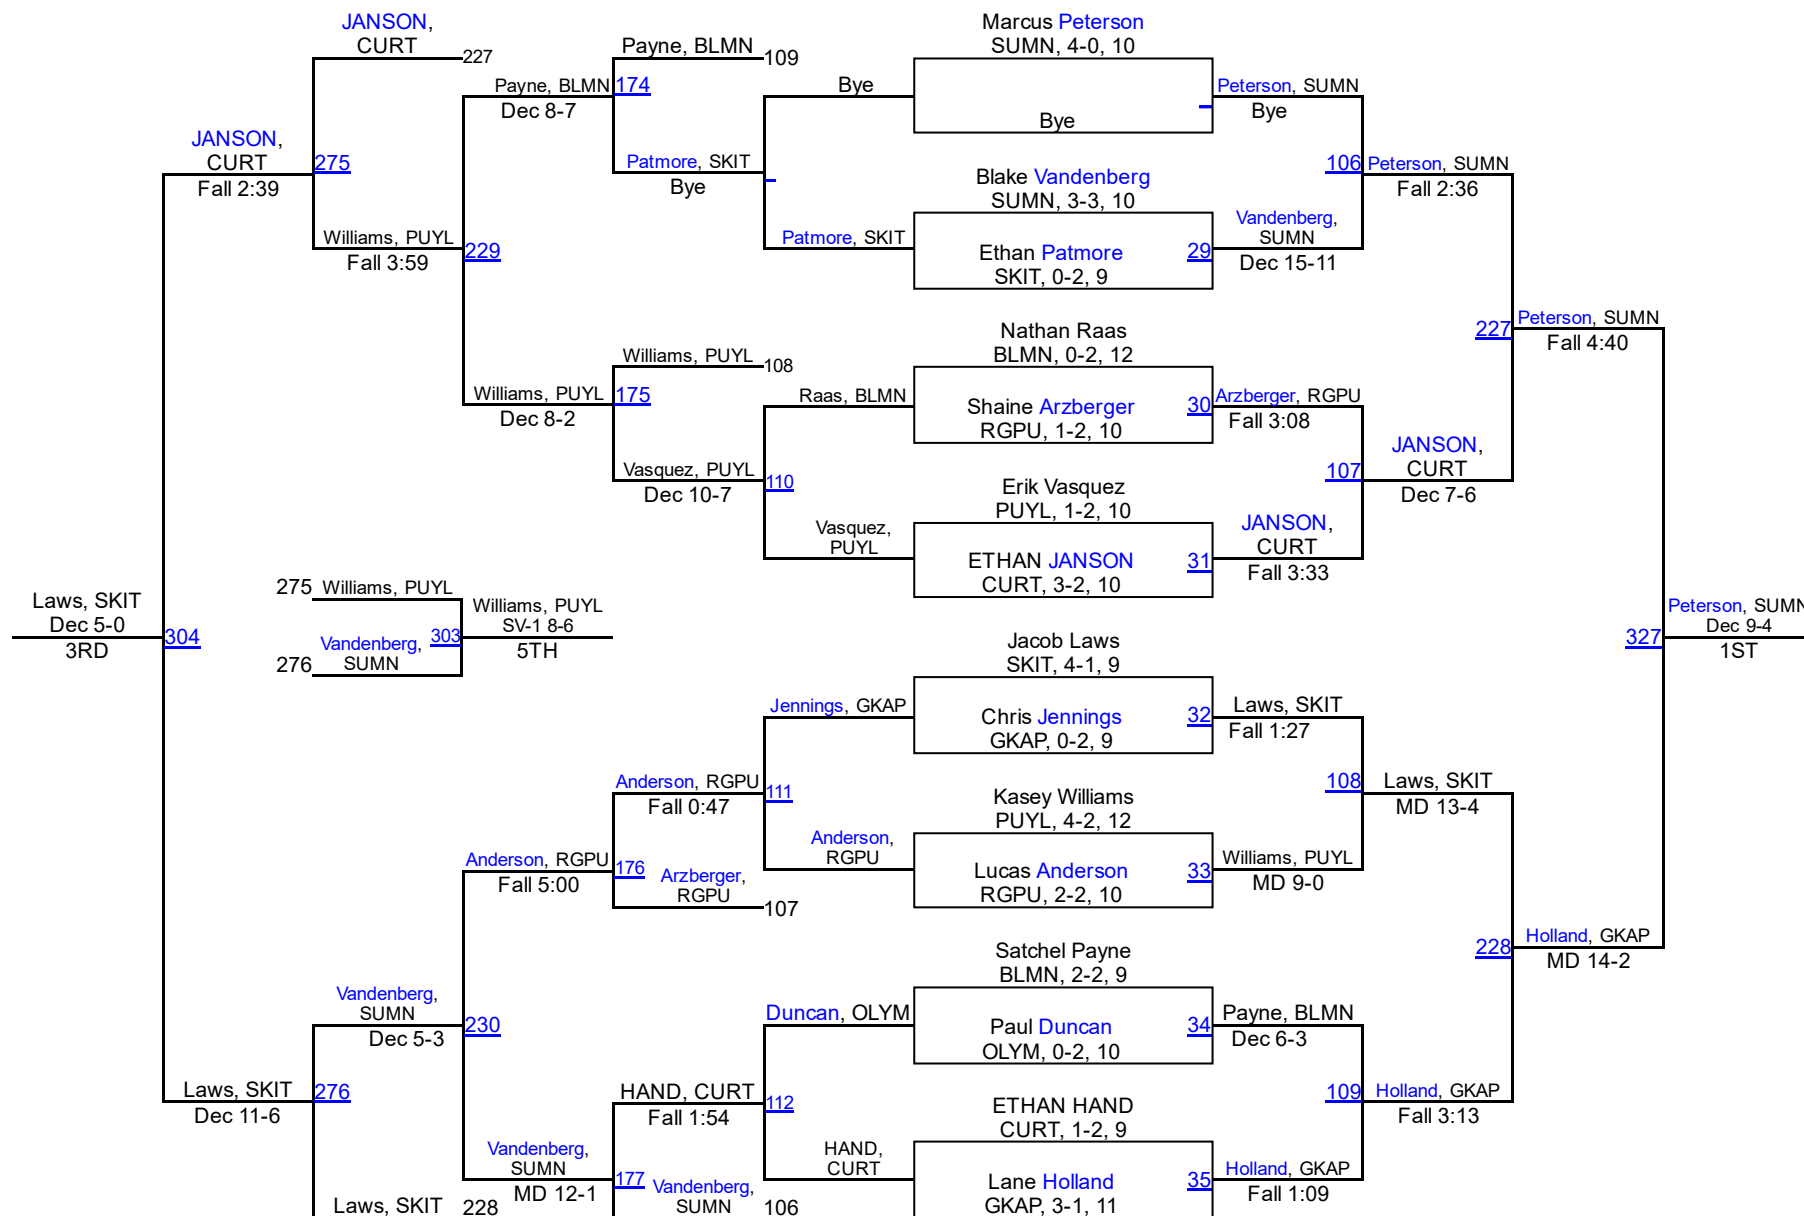 JANSON,
CURT
227
Payne, BLMN
109
Marcus Peterson
SUMN, 4-0, 10
Payne, BLMN
174
Dec 8-7
Bye
Bye
Peterson, SUMN
Bye
JANSON,
CURT
275
Fall 2:39
Patmore, SKIT
Bye
Blake Vandenberg
SUMN, 3-3, 10
106
Peterson, SUMN
Fall 2:36
Williams, PUYL
229
Fall 3:59
Patmore, SKIT
Ethan Patmore
29
SKIT, 0-2, 9
Vandenberg,
SUMN
Dec 15-11
Williams, PUYL
108
Nathan Raas
BLMN, 0-2, 12
227
Peterson, SUMN
Fall 4:40
Williams, PUYL
175
Dec 8-2
Raas, BLMN
Shaine Arzberger
30
RGPU, 1-2, 10
Arzberger, RGPU
Fall 3:08
Vasquez, PUYL
110
Dec 10-7
Erik Vasquez
PUYL, 1-2, 10
107
JANSON,
CURT
Dec 7-6
Vasquez,
PUYL
ETHAN JANSON
31
CURT, 3-2, 10
JANSON,
CURT
Fall 3:33
Laws, SKIT
Dec 5-0
304
3RD
275
Williams, PUYL
Vandenberg,
SUMN
303
276
Williams, PUYL
SV-1 8-6
5TH
Jacob Laws
SKIT, 4-1, 9
327
Peterson, SUMN
Dec 9-4
1ST
Jennings, GKAP
Chris Jennings
32
GKAP, 0-2, 9
Laws, SKIT
Fall 1:27
Anderson, RGPU
111
Fall 0:47
Kasey Williams
PUYL, 4-2, 12
108
Laws, SKIT
MD 13-4
Anderson, RGPU
176
Fall 5:00
Arzberger,
RGPU
107
Anderson,
RGPU
Lucas Anderson
33
RGPU, 2-2, 10
Williams, PUYL
MD 9-0
Satchel Payne
BLMN, 2-2, 9
228
Holland, GKAP
MD 14-2
Vandenberg,
SUMN
230
Dec 5-3
Duncan, OLYM
Paul Duncan
34
OLYM, 0-2, 10
Payne, BLMN
Dec 6-3
Laws, SKIT
276
Dec 11-6
HAND, CURT
112
Fall 1:54
ETHAN HAND
CURT, 1-2, 9
109
Holland, GKAP
Fall 3:13
Vandenberg,
SUMN
177
MD 12-1
Vandenberg,
SUMN
106
HAND,
CURT
Lane Holland
35
GKAP, 3-1, 11
Holland, GKAP
Fall 1:09
Laws, SKIT
228